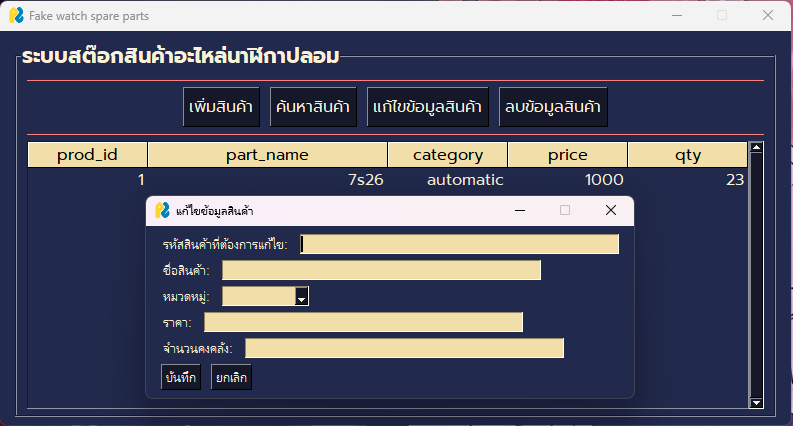 Fake watch spare parts
ระบบสต๊อกสินค้าอะไหล่นาฬิกาปลอม
เพิ่มสินค้า ค้นหาสินค้า แก้ไขข้อมูลสินค้า ลบข้อมูลสินค้า
prod_id part_name category price qty
1 7s26 automatic 1000 23
แก้ไขข้อมูลสินค้า
รหัสสินค้าที่ต้องการแก้ไข:
ชื่อสินค้า:
หมวดหมู่:
ราคา:
จำนวนคงคลัง:
บันทึก ยกเลิก